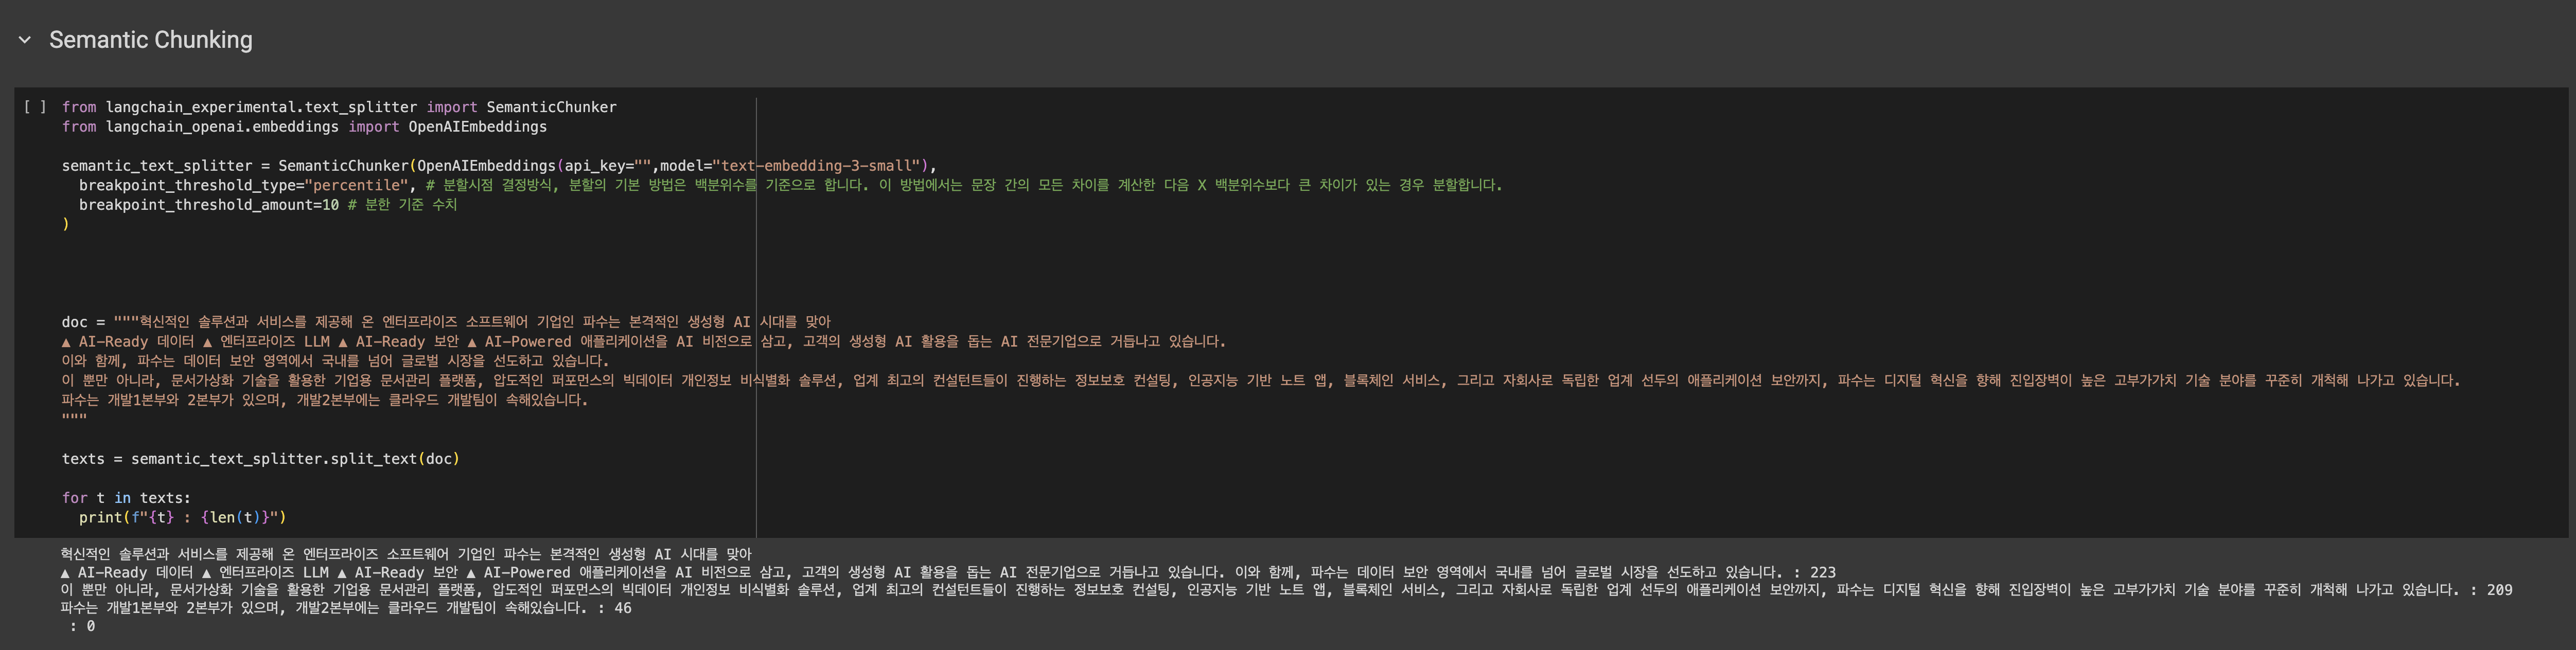 Semantic Chunking
[ ] from langchain_experimental.text_splitter import SemanticChunker
from langchain_openai.embeddings import OpenAIEmbeddings
semantic_text_splitter = SemanticChunker(OpenAIEmbeddings(api_key="",model="text-embedding-3-small"),
breakpoint_threshold_type="percentile", # 분할시점 결정방식, 분할의 기본 방법은 백분위수를 기준으로 합니다. 이 방법에서는 문장 간의 모든 차이를 계산한 다음 X 백분위수보다 큰 차이가 있는 경우 분할합니다.
breakpoint_threshold_amount=10 # 분한 기준 수치
)
doc = """혁신적인 솔루션과 서비스를 제공해 온 엔터프라이즈 소프트웨어 기업인 파수는 본격적인 생성형 AI 시대를 맞아
▲ AI-Ready 데이터 ▲ 엔터프라이즈 LLM ▲ AI-Ready 보안 ▲ AI-Powered 애플리케이션을 AI 비전으로 삼고, 고객의 생성형 AI 활용을 돕는 AI 전문기업으로 거듭나고 있습니다.
이와 함께, 파수는 데이터 보안 영역에서 국내를 넘어 글로벌 시장을 선도하고 있습니다.
이 뿐만 아니라, 문서가상화 기술을 활용한 기업용 문서관리 플랫폼, 압도적인 퍼포먼스의 빅데이터 개인정보 비식별화 솔루션, 업계 최고의 컨설턴트들이 진행하는 정보보호 컨설팅, 인공지능 기반 노트 앱, 블록체인 서비스, 그리고 자회사로 독립한 업계 선두의 애플리케이션 보안까지, 파수는 디지털 혁신을 향해 진입장벽이 높은 고부가가치 기술 분야를 꾸준히 개척해 나가고 있습니다.
파수는 개발1본부와 2본부가 있으며, 개발2본부에는 클라우드 개발팀이 속해있습니다.
"""
texts = semantic_text_splitter.split_text(doc)
for t in texts:
print(f"{t} : {len(t)}")
혁신적인 솔루션과 서비스를 제공해 온 엔터프라이즈 소프트웨어 기업인 파수는 본격적인 생성형 AI 시대를 맞아
▲ AI-Ready 데이터 ▲ 엔터프라이즈 LLM ▲ AI-Ready 보안 ▲ AI-Powered 애플리케이션을 AI 비전으로 삼고, 고객의 생성형 AI 활용을 돕는 AI 전문기업으로 거듭나고 있습니다. 이와 함께, 파수는 데이터 보안 영역에서 국내를 넘어 글로벌 시장을 선도하고 있습니다. : 223
이 뿐만 아니라, 문서가상화 기술을 활용한 기업용 문서관리 플랫폼, 압도적인 퍼포먼스의 빅데이터 개인정보 비식별화 솔루션, 업계 최고의 컨설턴트들이 진행하는 정보보호 컨설팅, 인공지능 기반 노트 앱, 블록체인 서비스, 그리고 자회사로 독립한 업계 선두의 애플리케이션 보안까지, 파수는 디지털 혁신을 향해 진입장벽이 높은 고부가가치 기술 분야를 꾸준히 개척해 나가고 있습니다. : 209
파수는 개발1본부와 2본부가 있으며, 개발2본부에는 클라우드 개발팀이 속해있습니다. : 46
: 0